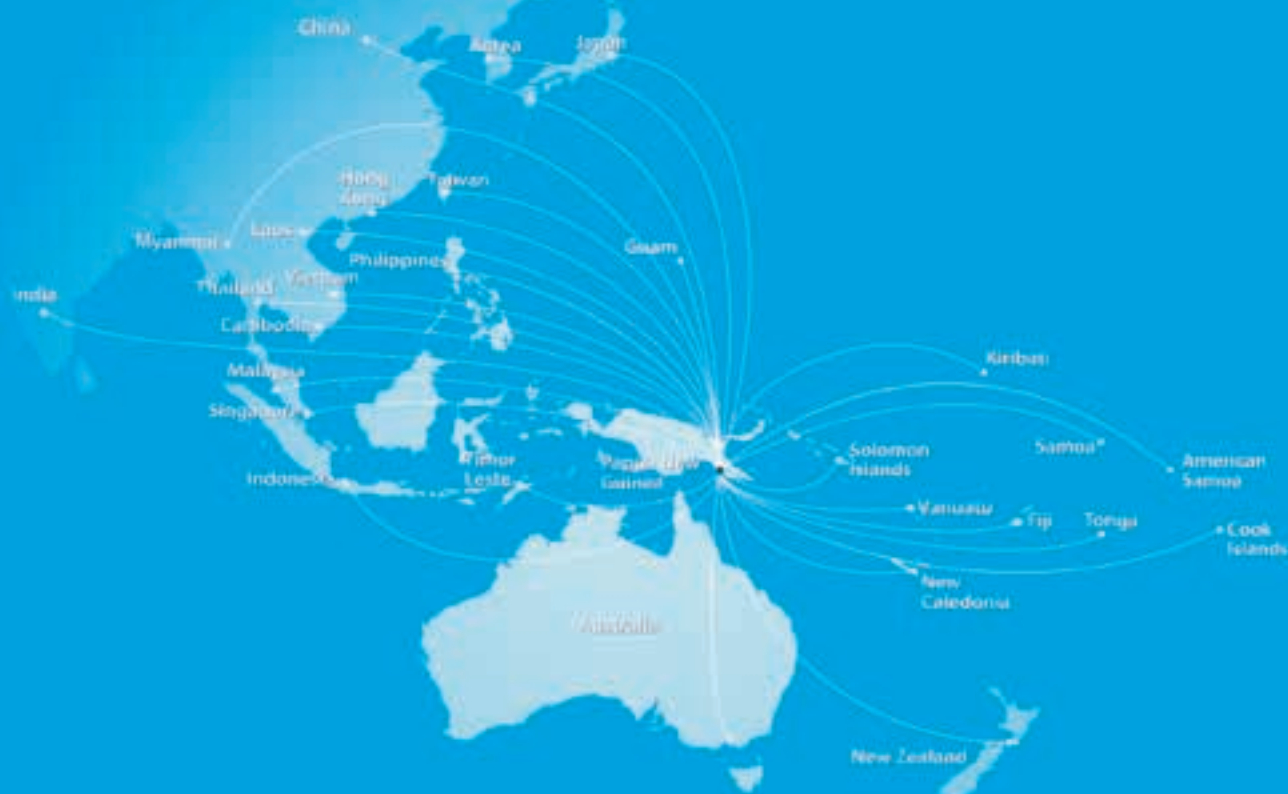 China
Korea
Japan
Hong
Kong
Taiwan
Myanmar
Laos
Guam
Philippines
Thailand
Vietnam
India
Cambodia
Kiribati
Malaysia
Singapore
Solomon
Islands
Samoa
American
Samoa
Timor
Leste
Papua New
Guinea
Indonesia
Vanuatu
Fiji
Tonga
Cook
Islands
New
Caledonia
Australia
New Zealand